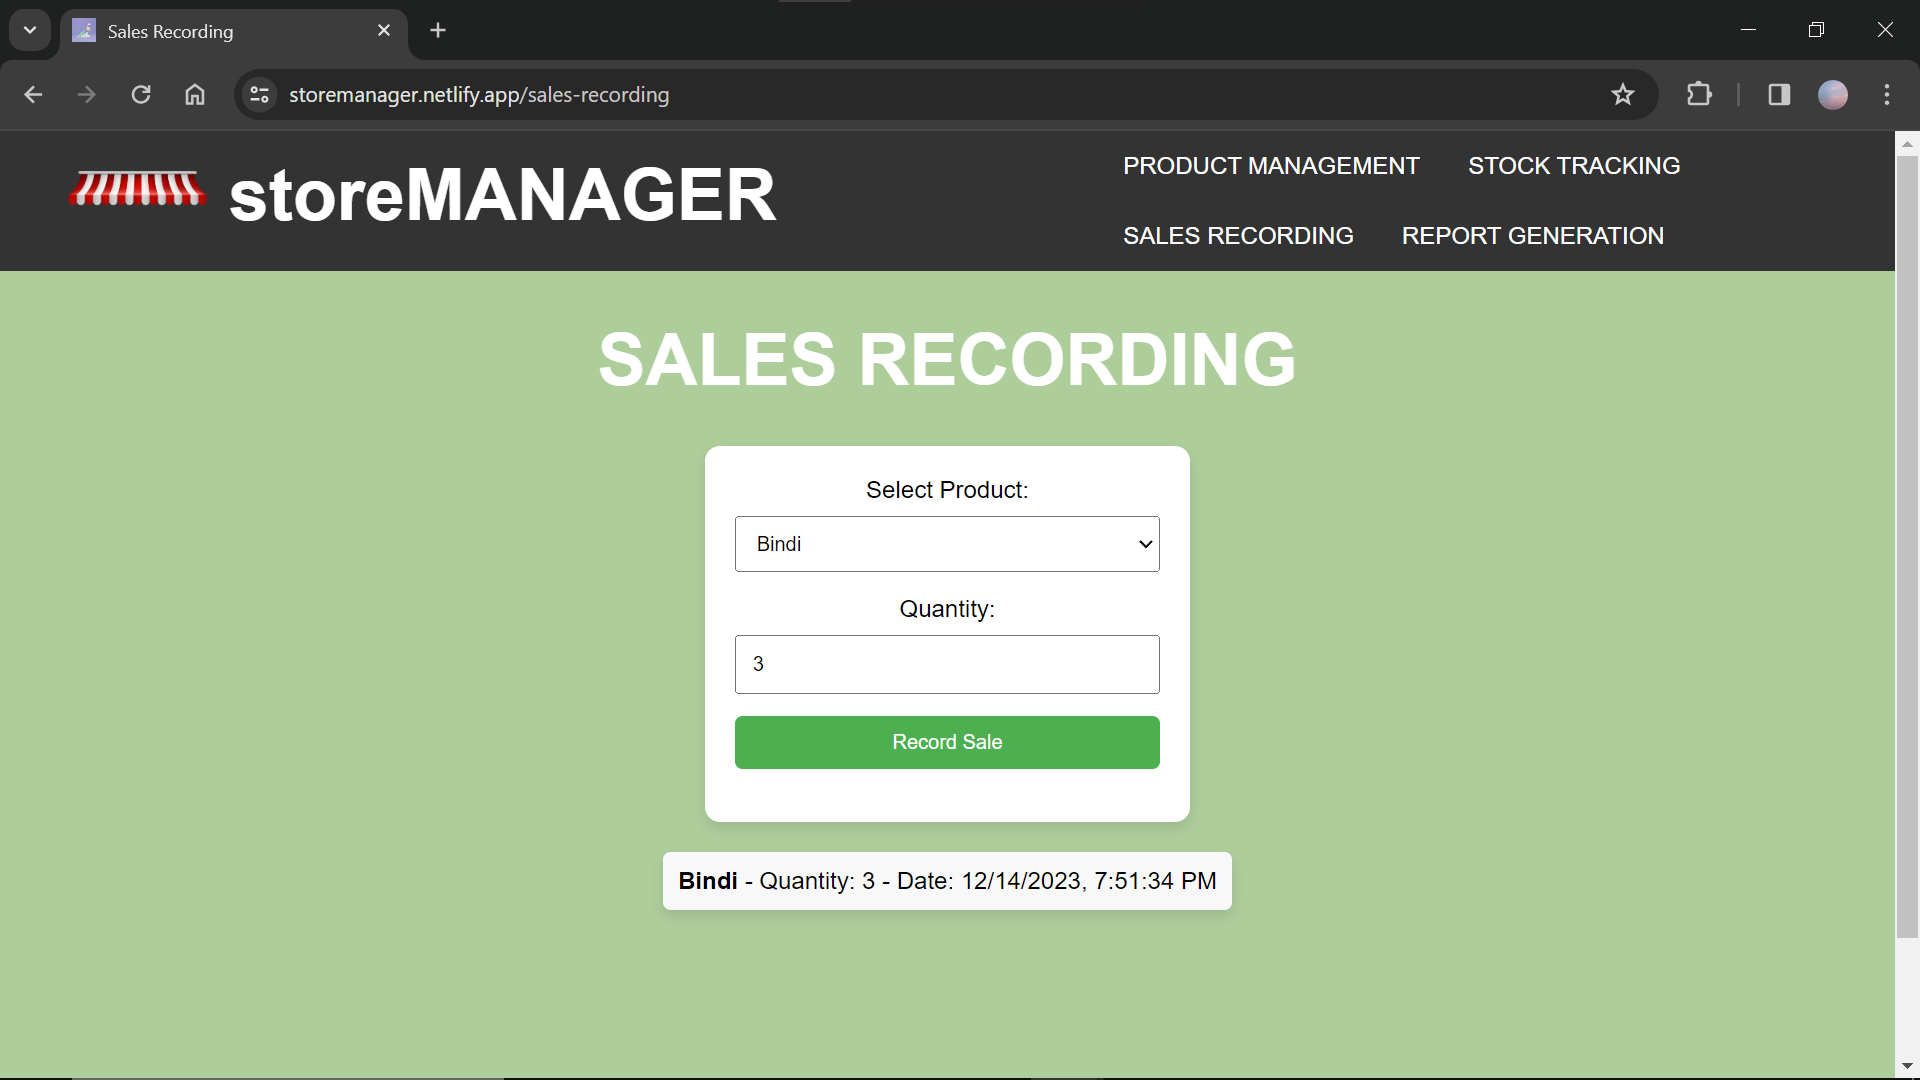 Sales Recording
storemanager.netlify.app/sales-recording
storeMANAGER
PRODUCT MANAGEMENT STOCK TRACKING
SALES RECORDING REPORT GENERATION
SALES RECORDING
Select Product:
Bindi
Quantity:
3
Record Sale
Bindi - Quantity: 3 - Date: 12/14/2023, 7:51:34 PM